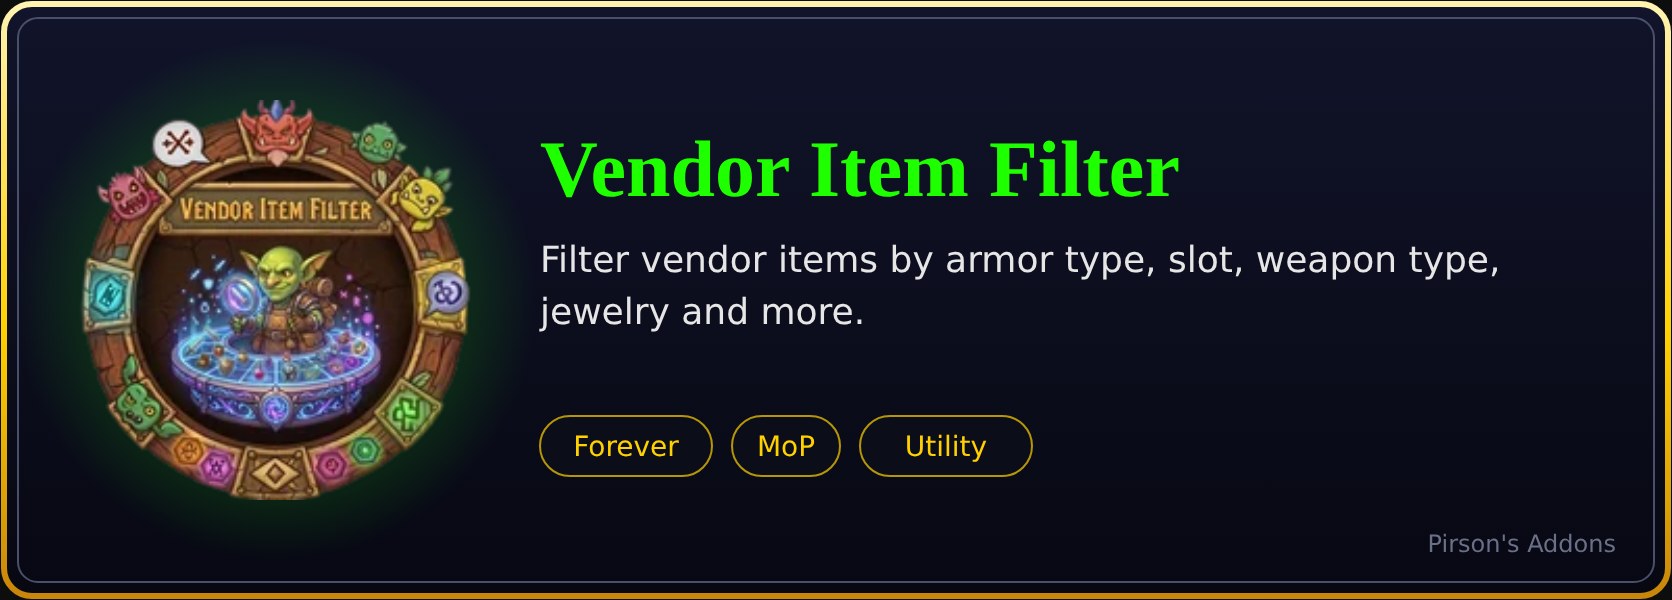 VENDOR ITEM FILTER
Vendor Item Filter
Filter vendor items by armor type, slot, weapon type,
jewelry and more.
Forever
MoP
Utility
Pirson's Addons